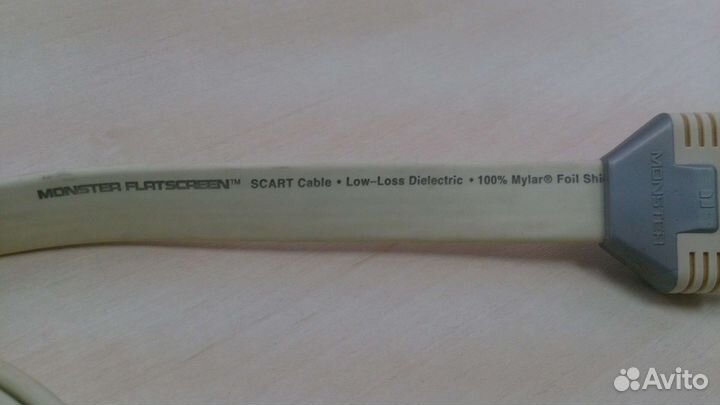 MONSTER FLATSCREEN™ SCART Cable • Low-Loss Dielectric • 100% Mylar® Foil Shi
MONSTER
Avito